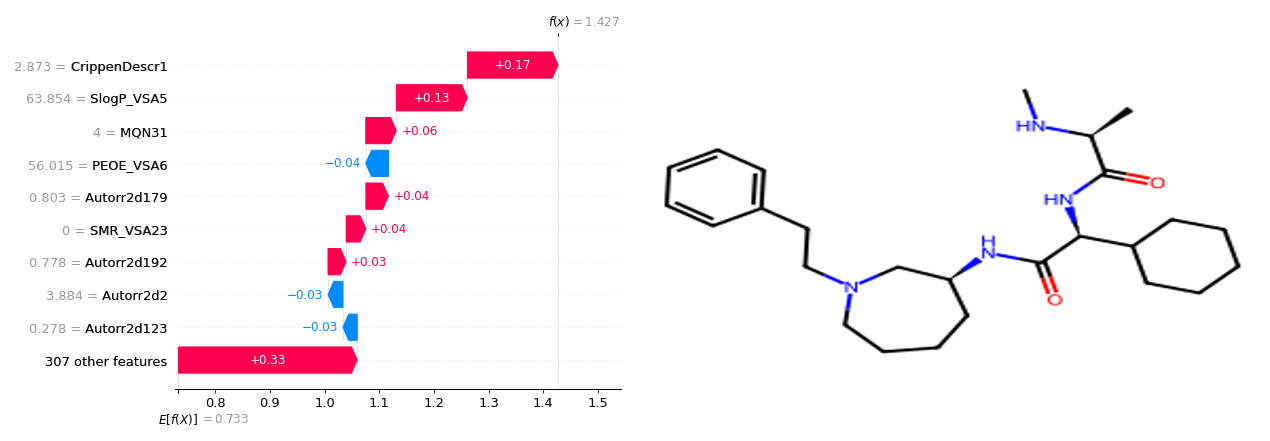 f(x) = 1.427
2.873 = CrippenDescr1
+0.17
63.854 = SlogP_VSA5
+0.13
4 = MQN31
+0.06
56.015 = PEOE_VSA6
−0.04
0.803 = Autorr2d179
+0.04
0 = SMR_VSA23
+0.04
0.778 = Autorr2d192
+0.03
3.884 = Autorr2d2
−0.03
0.278 = Autorr2d123
−0.03
307 other features
+0.33
0.8 0.9 1.0 1.1 1.2 1.3 1.4 1.5
E[f(X)] = 0.733
HN
O
HN
H
N
N
O